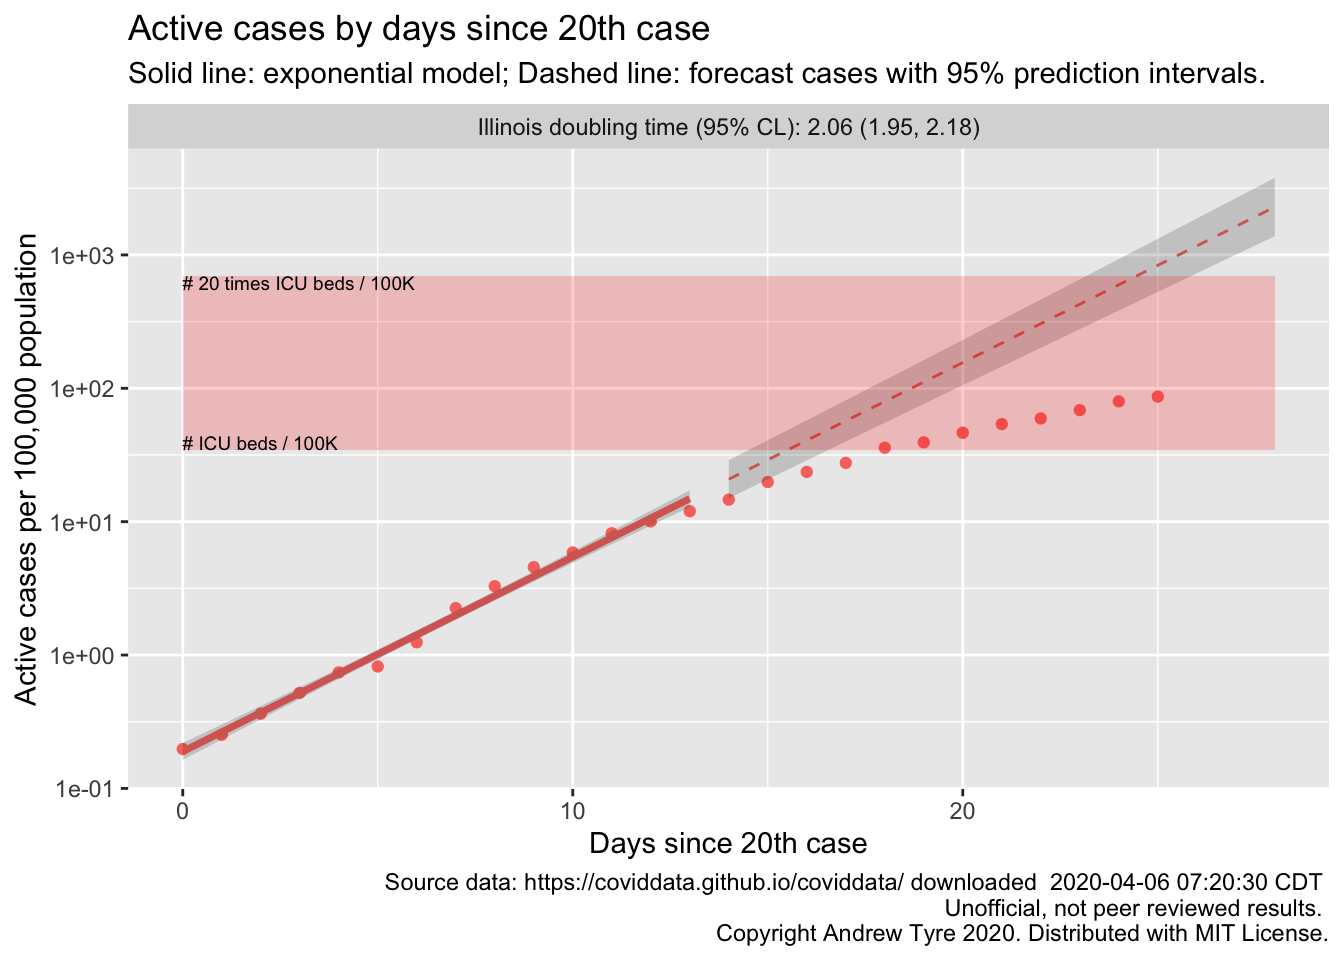 Active cases by days since 20th case
Solid line: exponential model; Dashed line: forecast cases with 95% prediction intervals.
Illinois doubling time (95% CL): 2.06 (1.95, 2.18)
Active cases per 100,000 population
1e+03
# 20 times ICU beds / 100K
1e+02
# ICU beds / 100K
1e+01
1e+00
1e-01
0
10
20
Days since 20th case
Source data: https://coviddata.github.io/coviddata/ downloaded  2020-04-06 07:20:30 CDT
Unofficial, not peer reviewed results.
Copyright Andrew Tyre 2020. Distributed with MIT License.